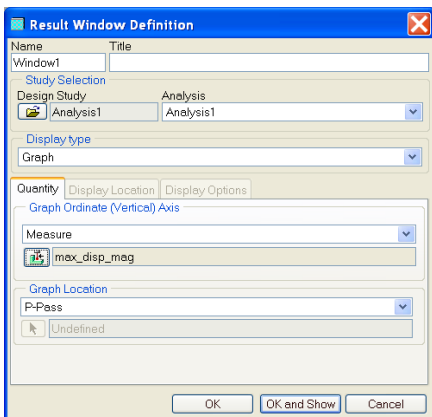 Result Window Definition
Name Title
Window1
Study Selection
Design Study Analysis
Analysis1 Analysis1
Display type
Graph
Quantity Display Location Display Options
Graph Ordinate (Vertical) Axis
Measure
max_disp_mag
Graph Location
P-Pass
Undefined
OK OK and Show Cancel